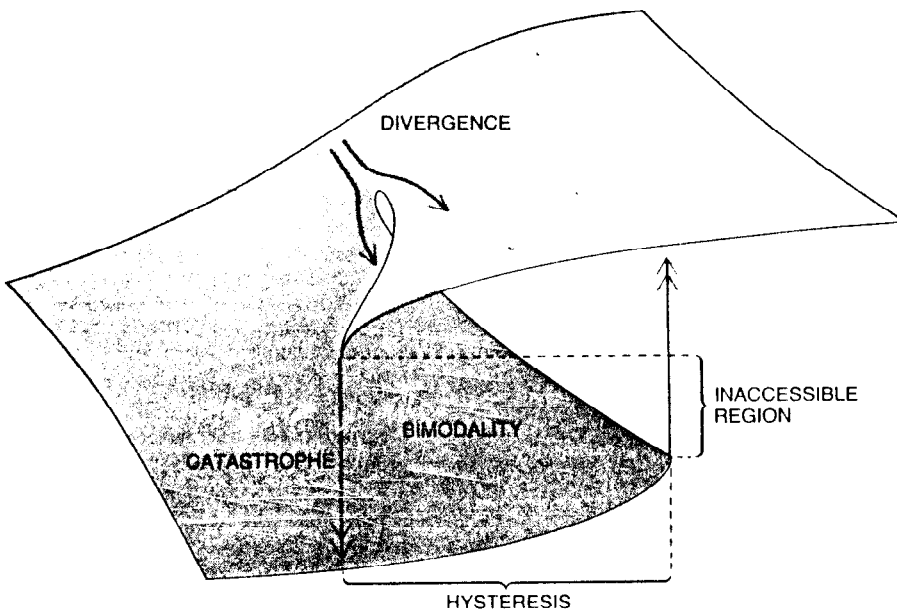 DIVERGENCE
INACCESSIBLE
REGION
BIMODALITY
CATASTROPHE
HYSTERESIS